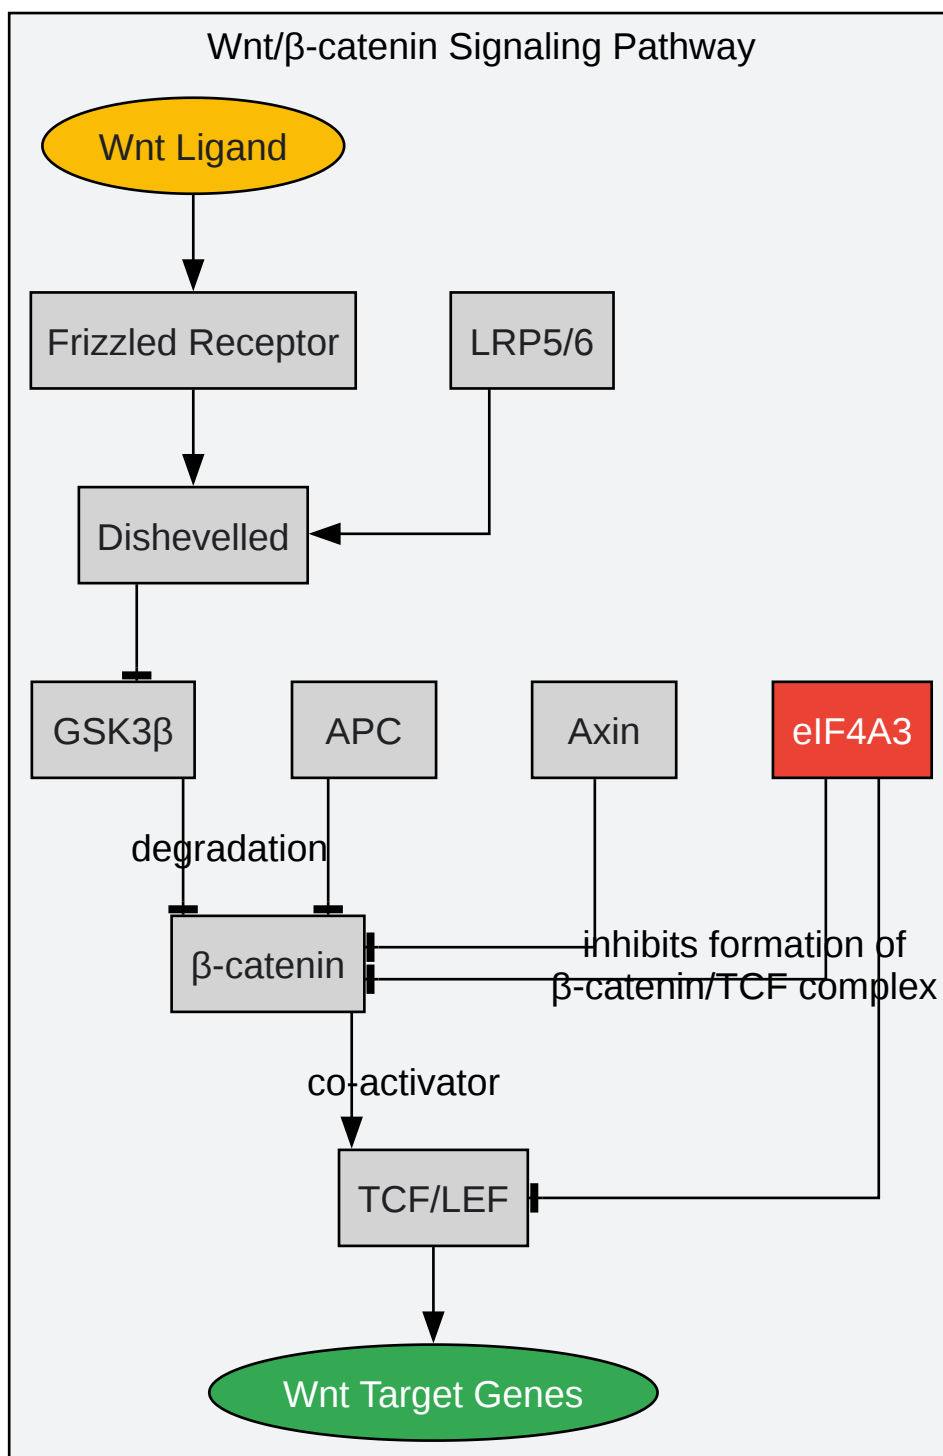 Wnt/β-catenin Signaling Pathway
Wnt Ligand
Frizzled Receptor
LRP5/6
Dishevelled
GSK3β
APC
Axin
eIF4A3
degradation
β-catenin
inhibits formation of
β-catenin/TCF complex
co-activator
TCF/LEF
Wnt Target Genes